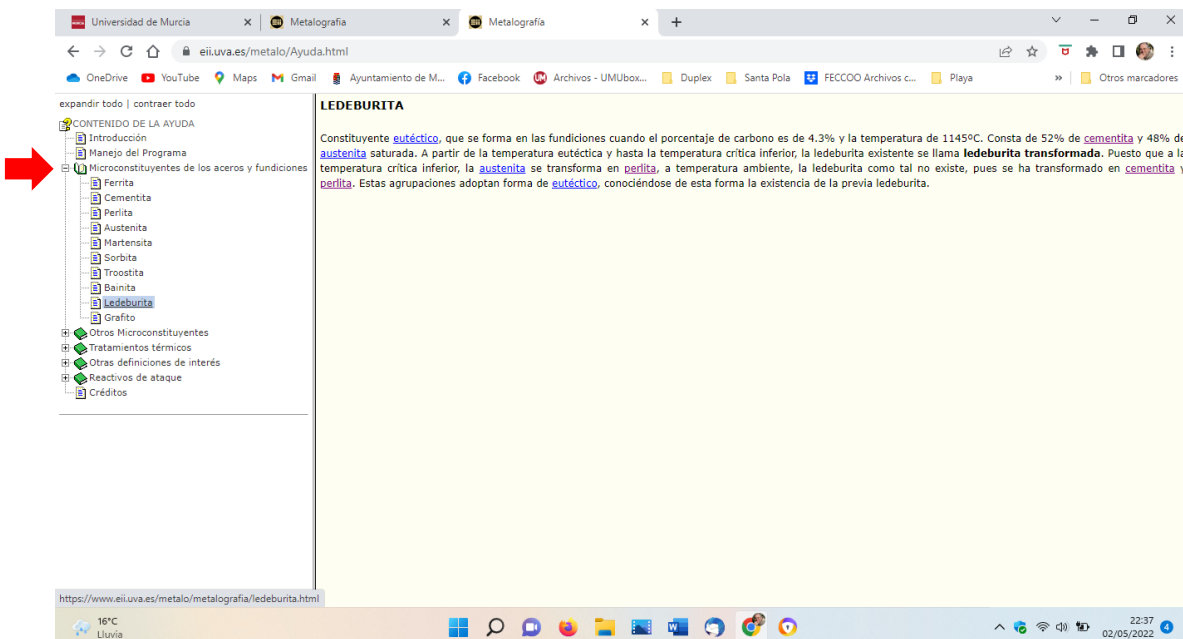 Universidad de Murcia
Metalografia
Metalografía
eii.uva.es/metalo/Ayuda.html
OneDrive YouTube Maps Gmail Ayuntamiento de M... Facebook Archivos - UMUbox... Duplex Santa Pola FECCOO Archivos c... Playa » Otros marcadores
expandir todo | contraer todo
CONTENIDO DE LA AYUDA
Introducción
Manejo del Programa
Microconstituyentes de los aceros y fundiciones
Ferrita
Cementita
Perlita
Austenita
Martensita
Sorbita
Troostita
Bainita
Ledeburita
Grafito
Otros Microconstituyentes
Tratamientos térmicos
Otras definiciones de interés
Reactivos de ataque
Créditos
LEDEBURITA
Constituyente eutéctico, que se forma en las fundiciones cuando el porcentaje de carbono es de 4.3% y la temperatura de 1145ºC. Consta de 52% de cementita y 48% de
austenita saturada. A partir de la temperatura eutéctica y hasta la temperatura crítica inferior, la ledeburita existente se llama ledeburita transformada. Puesto que a la
temperatura crítica inferior, la austenita se transforma en perlita, a temperatura ambiente, la ledeburita como tal no existe, pues se ha transformado en cementita y
perlita. Estas agrupaciones adoptan forma de eutéctico, conociéndose de esta forma la existencia de la previa ledeburita.
https://www.eii.uva.es/metalo/metalografia/ledeburita.html
16°C
Lluvia
22:37
02/05/2022
4